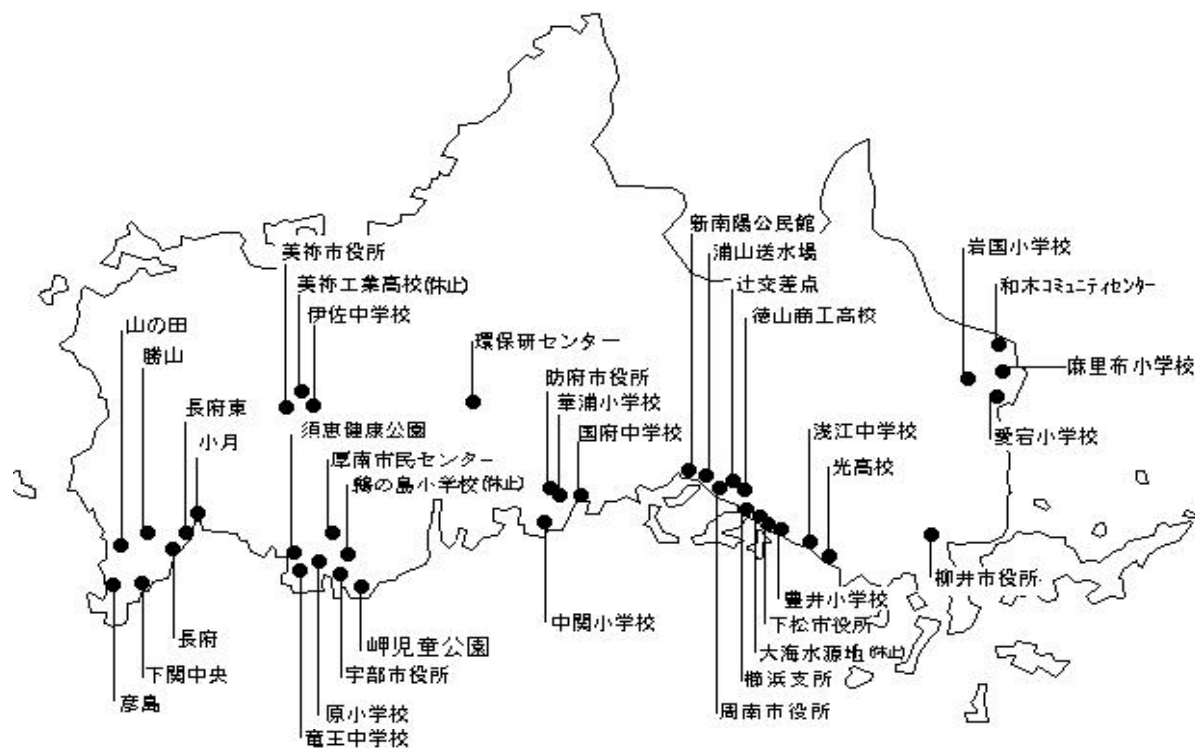 新南陽公民館
美祢市役所
浦山送水場
岩国小学校
美祢工業高校(休止)
辻交差点
和木コミュニティセンター
伊佐中学校
徳山商工高校
山の田
環保研センター
勝山
防府市役所
麻里布小学校
華浦小学校
長府東
須恵健康公園
国府中学校
浅江中学校
愛宕小学校
小月
厚南市民センター
光高校
鵜の島小学校(休止)
柳井市役所
豊井小学校
中関小学校
下松市役所
長府
岬児童公園
大海水源地(休止)
下関中央
宇部市役所
櫛浜支所
彦島
原小学校
周南市役所
竜王中学校